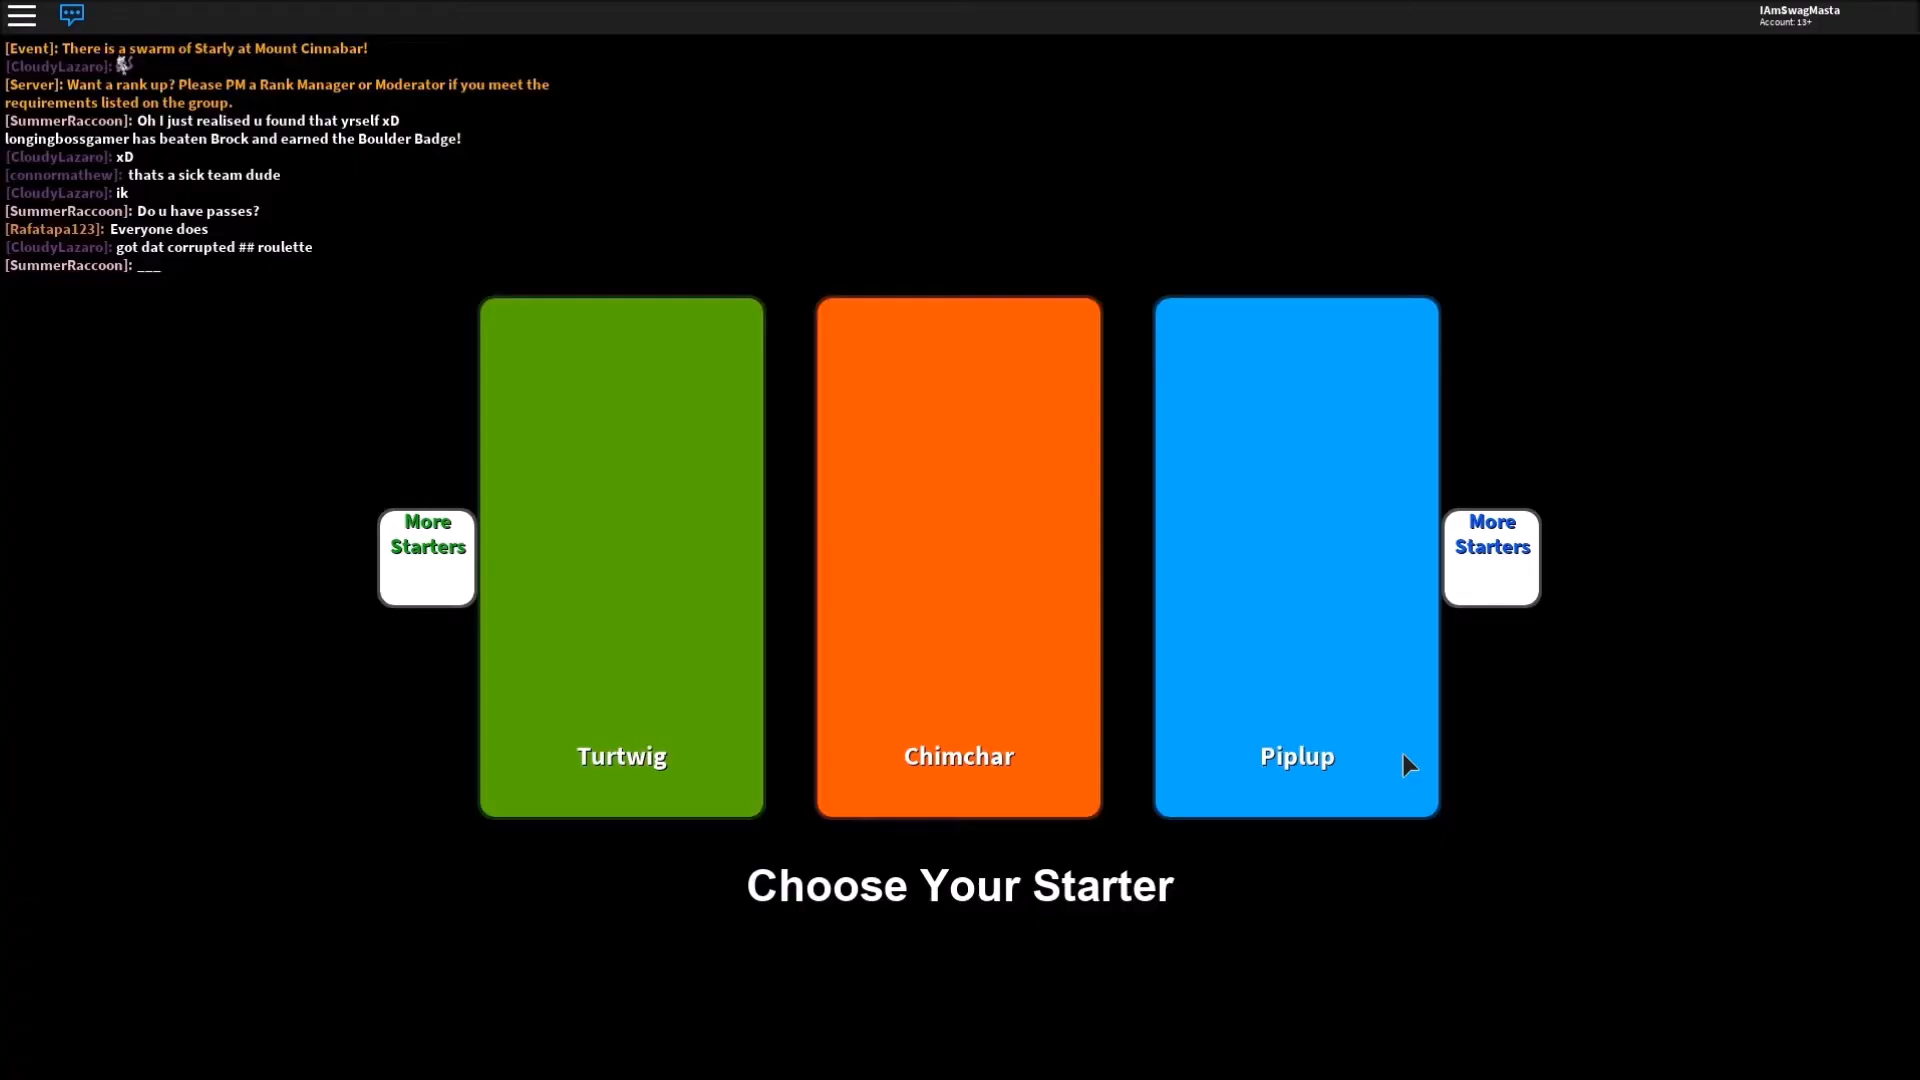 IAmSwagMasta
Account: 13+
[Event]: There is a swarm of Starly at Mount Cinnabar!
[CloudyLazaro]:
[Server]: Want a rank up? Please PM a Rank Manager or Moderator if you meet the
requirements listed on the group.
[SummerRaccoon]: Oh I just realised u found that yrself xD
longingbossgamer has beaten Brock and earned the Boulder Badge!
[CloudyLazaro]: xD
[connormathew]: thats a sick team dude
[CloudyLazaro]: ik
[SummerRaccoon]: Do u have passes?
[Rafatapa123]: Everyone does
[CloudyLazaro]: got dat corrupted ## roulette
[SummerRaccoon]: ___
More
Starters
More
Starters
Turtwig
Chimchar
Piplup
Choose Your Starter